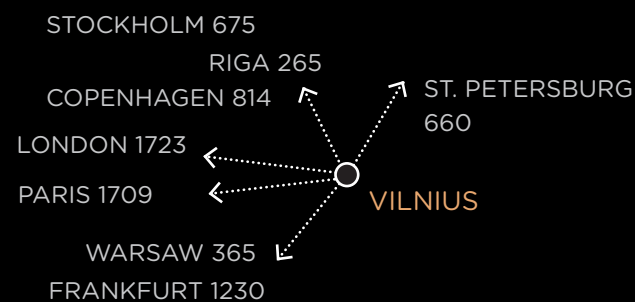 STOCKHOLM 675
RIGA 265
COPENHAGEN 814
ST. PETERSBURG
660
LONDON 1723
PARIS 1709
VILNIUS
WARSAW 365
FRANKFURT 1230